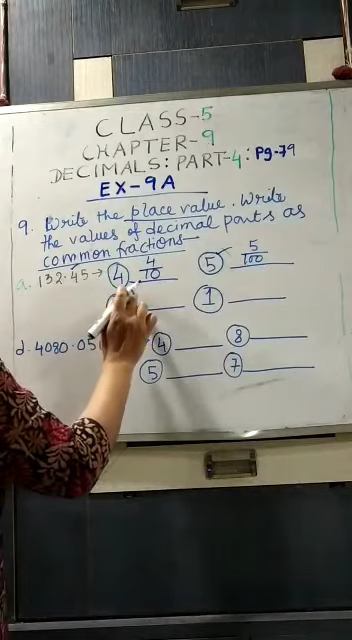 CLASS-5
CHAPTER-9
DECIMALS: PART-4: Pg-79
EX-9A
9. Write the place value. Write
the values of decimal parts as
common fractions-
a. 132.45→ 4 4/10 5 5/100
1
d. 4080.05 4 8
5 7